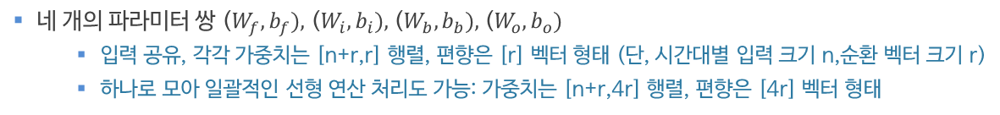 ▪ 네 개의 파라미터 쌍 (W_f, b_f), (W_i, b_i), (W_b, b_b), (W_o, b_o)
▪ 입력 공유, 각각 가중치는 [n+r,r] 행렬, 편향은 [r] 벡터 형태 (단, 시간대별 입력 크기 n,순환 벡터 크기 r)
▪ 하나로 모아 일괄적인 선형 연산 처리도 가능: 가중치는 [n+r,4r] 행렬, 편향은 [4r] 벡터 형태